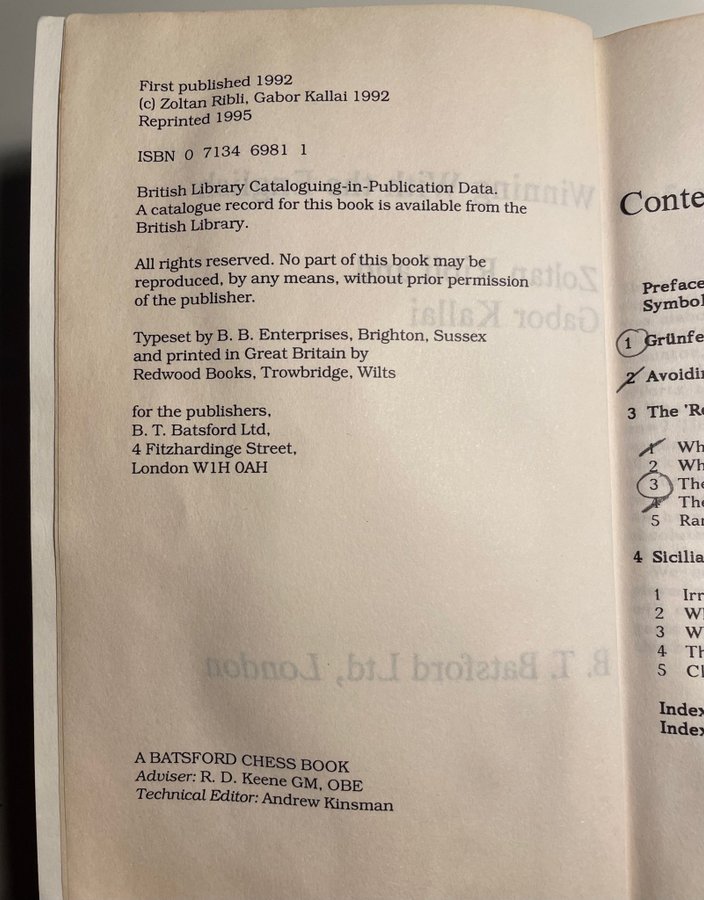 First published 1992
(c) Zoltan Ribli, Gabor Kallai 1992
Reprinted 1995
ISBN 0 7134 6981 1
British Library Cataloguing-in-Publication Data.
A catalogue record for this book is available from the
British Library.
All rights reserved. No part of this book may be
reproduced, by any means, without prior permission
of the publisher.
Typeset by B. B. Enterprises, Brighton, Sussex
and printed in Great Britain by
Redwood Books, Trowbridge, Wilts
for the publishers,
B. T. Batsford Ltd,
4 Fitzhardinge Street,
London W1H 0AH
A BATSFORD CHESS BOOK
Adviser: R. D. Keene GM, OBE
Technical Editor: Andrew Kinsman
Conte
Preface
Symbol
1 Grünfe
2 Avoidin
3 The 'Re
1 Wh
2 Wh
3 The
4 The
5 Ran
4 Sicilia
1 Irr
2 Wh
3 W
4 Th
5 Cl
Index
Index